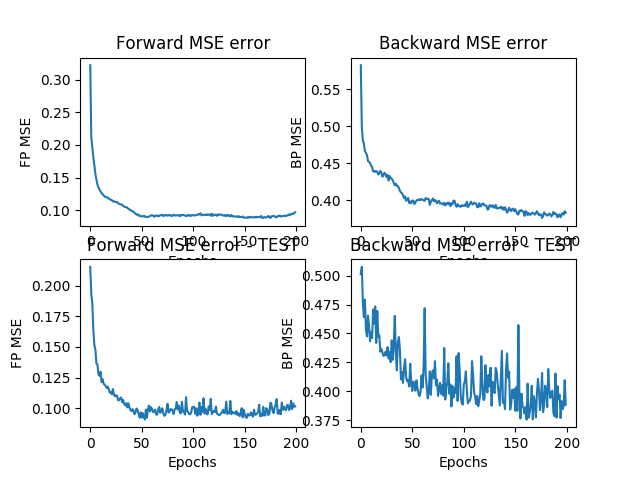 Forward MSE error
Backward MSE error
FP MSE
0.30
0.25
0.20
0.15
0.10
0 50 100 150 200
Epochs
BP MSE
0.55
0.50
0.45
0.40
0 50 100 150 200
Epochs
Forward MSE error - TEST
Backward MSE error - TEST
FP MSE
0.200
0.175
0.150
0.125
0.100
0 50 100 150 200
Epochs
BP MSE
0.500
0.475
0.450
0.425
0.400
0.375
0 50 100 150 200
Epochs